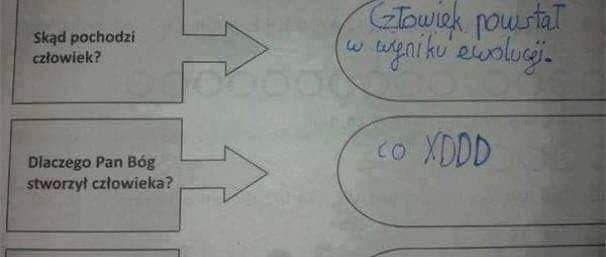 Skąd pochodzi
człowiek?
Człowiek powstał
w wyniku ewolucji.
Dlaczego Pan Bóg
stworzył człowieka?
co XDDD